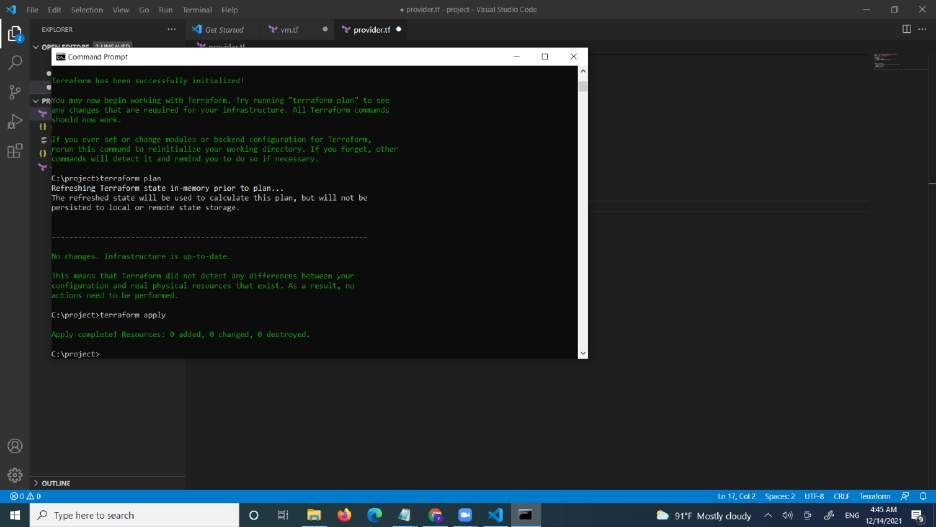 File Edit Selection View Go Run Terminal Help
● provider.tf - project - Visual Studio Code
EXPLORER
Get Started
vm.tf
provider.tf
OPEN EDITORS 2 UNSAVED
provider.tf
Command Prompt
Terraform has been successfully initialized!
You may now begin working with Terraform. Try running "terraform plan" to see
any changes that are required for your infrastructure. All Terraform commands
should now work.
If you ever set or change modules or backend configuration for Terraform,
rerun this command to reinitialize your working directory. If you forget, other
commands will detect it and remind you to do so if necessary.
C:\project>terraform plan
Refreshing Terraform state in-memory prior to plan...
The refreshed state will be used to calculate this plan, but will not be
persisted to local or remote state storage.
------------------------------------------------------------------------
No changes. Infrastructure is up-to-date.
This means that Terraform did not detect any differences between your
configuration and real physical resources that exist. As a result, no
actions need to be performed.
C:\project>terraform apply
Apply complete! Resources: 0 added, 0 changed, 0 destroyed.
C:\project>
OUTLINE
0 0
Ln 17, Col 2 Spaces: 2 UTF-8 CRLF Terraform
Type here to search
91°F Mostly cloudy
ENG
4:45 AM
12/14/2021
9